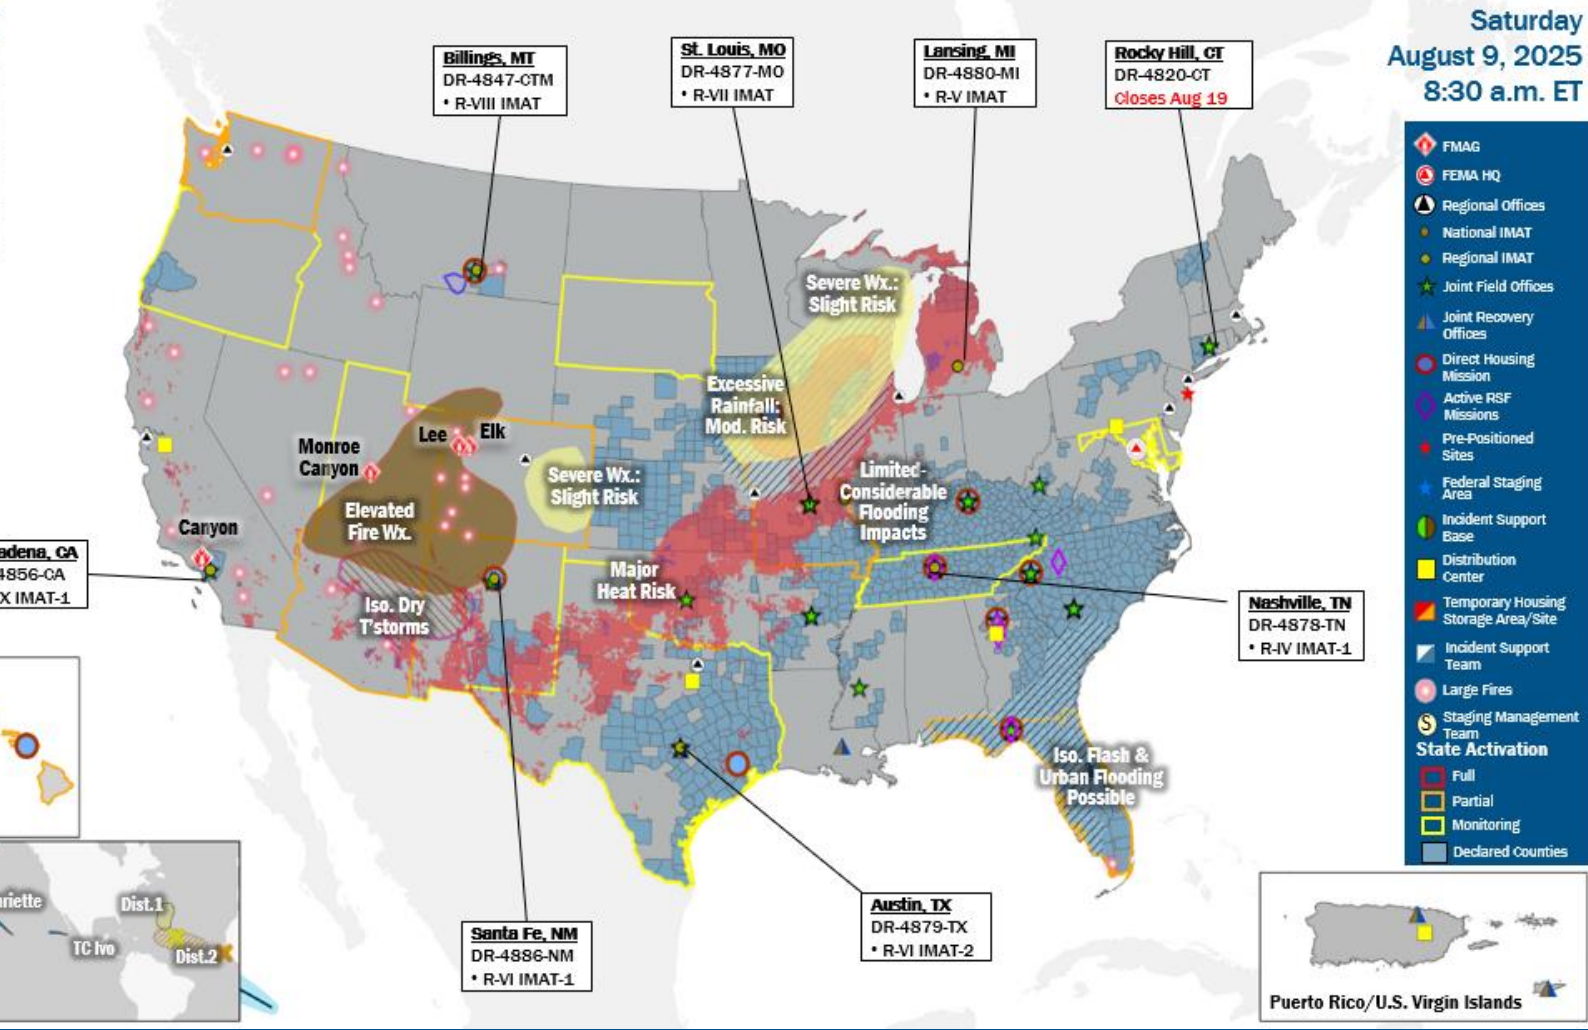 Saturday
August 9, 2025
8:30 a.m. ET
Billings, MT
DR-4847-CTM
• R-VIII IMAT
St. Louis, MO
DR-4877-MO
• R-VII IMAT
Lansing, MI
DR-4880-MI
• R-V IMAT
Rocky Hill, CT
DR-4820-CT
Closes Aug 19
FMAG
FEMA HQ
Regional Offices
National IMAT
Regional IMAT
Joint Field Offices
Joint Recovery
Offices
Direct Housing
Mission
Active RSF
Missions
Pre-Positioned
Sites
Federal Staging
Area
Incident Support
Base
Distribution
Center
Temporary Housing
Storage Area/Site
Incident Support
Team
Large Fires
S
Staging Management
Team
State Activation
Full
Partial
Monitoring
Declared Counties
Severe Wx.:
Slight Risk
Excessive
Rainfall:
Mod. Risk
Lee
Elk
Monroe
Canyon
Severe Wx.:
Slight Risk
Limited-
Considerable
Flooding
Impacts
Elevated
Fire Wx.
Canyon
adena, CA
4856-CA
X IMAT-1
Major
Heat Risk
Iso. Dry
T'storms
Nashville, TN
DR-4878-TN
• R-IV IMAT-1
Iso. Flash &
Urban Flooding
Possible
Austin, TX
DR-4879-TX
• R-VI IMAT-2
Santa Fe, NM
DR-4886-NM
• R-VI IMAT-1
riette
Dist.1
TC Ivo
Dist.2
Puerto Rico/U.S. Virgin Islands